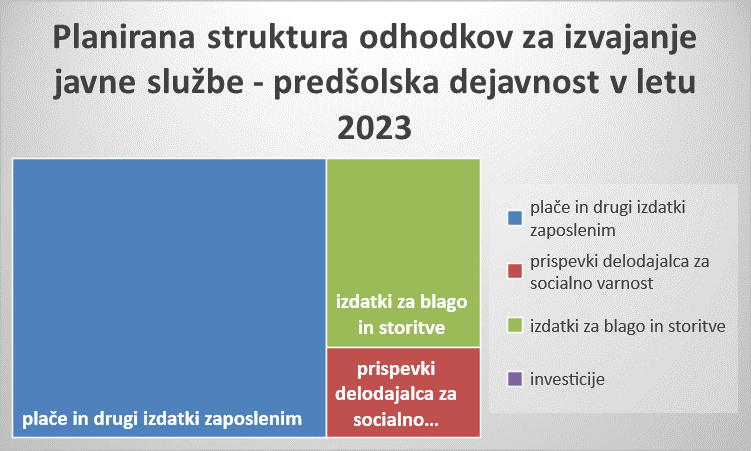 Planirana struktura odhodkov za izvajanje
javne službe - predšolska dejavnost v letu
2023
plače in drugi izdatki zaposlenim
izdatki za blago
in storitve
prispevki
delodajalca za
socialno...
plače in drugi izdatki
zaposlenim
prispevki delodajalca za
socialno varnost
izdatki za blago in storitve
investicije